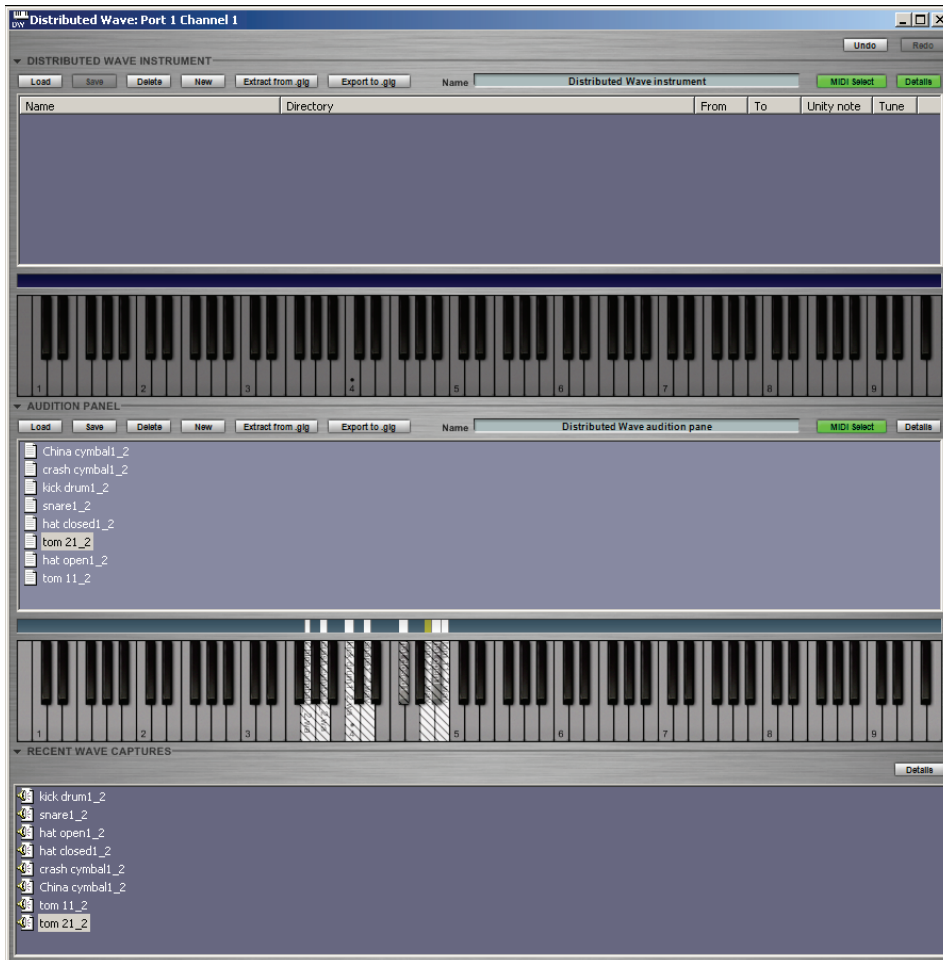 DW Distributed Wave: Port 1 Channel 1
Undo Redo
DISTRIBUTED WAVE INSTRUMENT
Load Save Delete New Extract from .gig Export to .gig Name Distributed Wave instrument MIDI Select Details
Name Directory From To Unity note Tune
1 2 3 4 5 6 7 8 9
AUDITION PANEL
Load Save Delete New Extract from .gig Export to .gig Name Distributed Wave audition pane MIDI Select Details
China cymbal1_2
crash cymbal1_2
kick drum1_2
snare1_2
hat closed1_2
tom 21_2
hat open1_2
tom 11_2
1 2 3 4 5 6 7 8 9
RECENT WAVE CAPTURES
Details
kick drum1_2
snare1_2
hat open1_2
hat closed1_2
crash cymbal1_2
China cymbal1_2
tom 11_2
tom 21_2